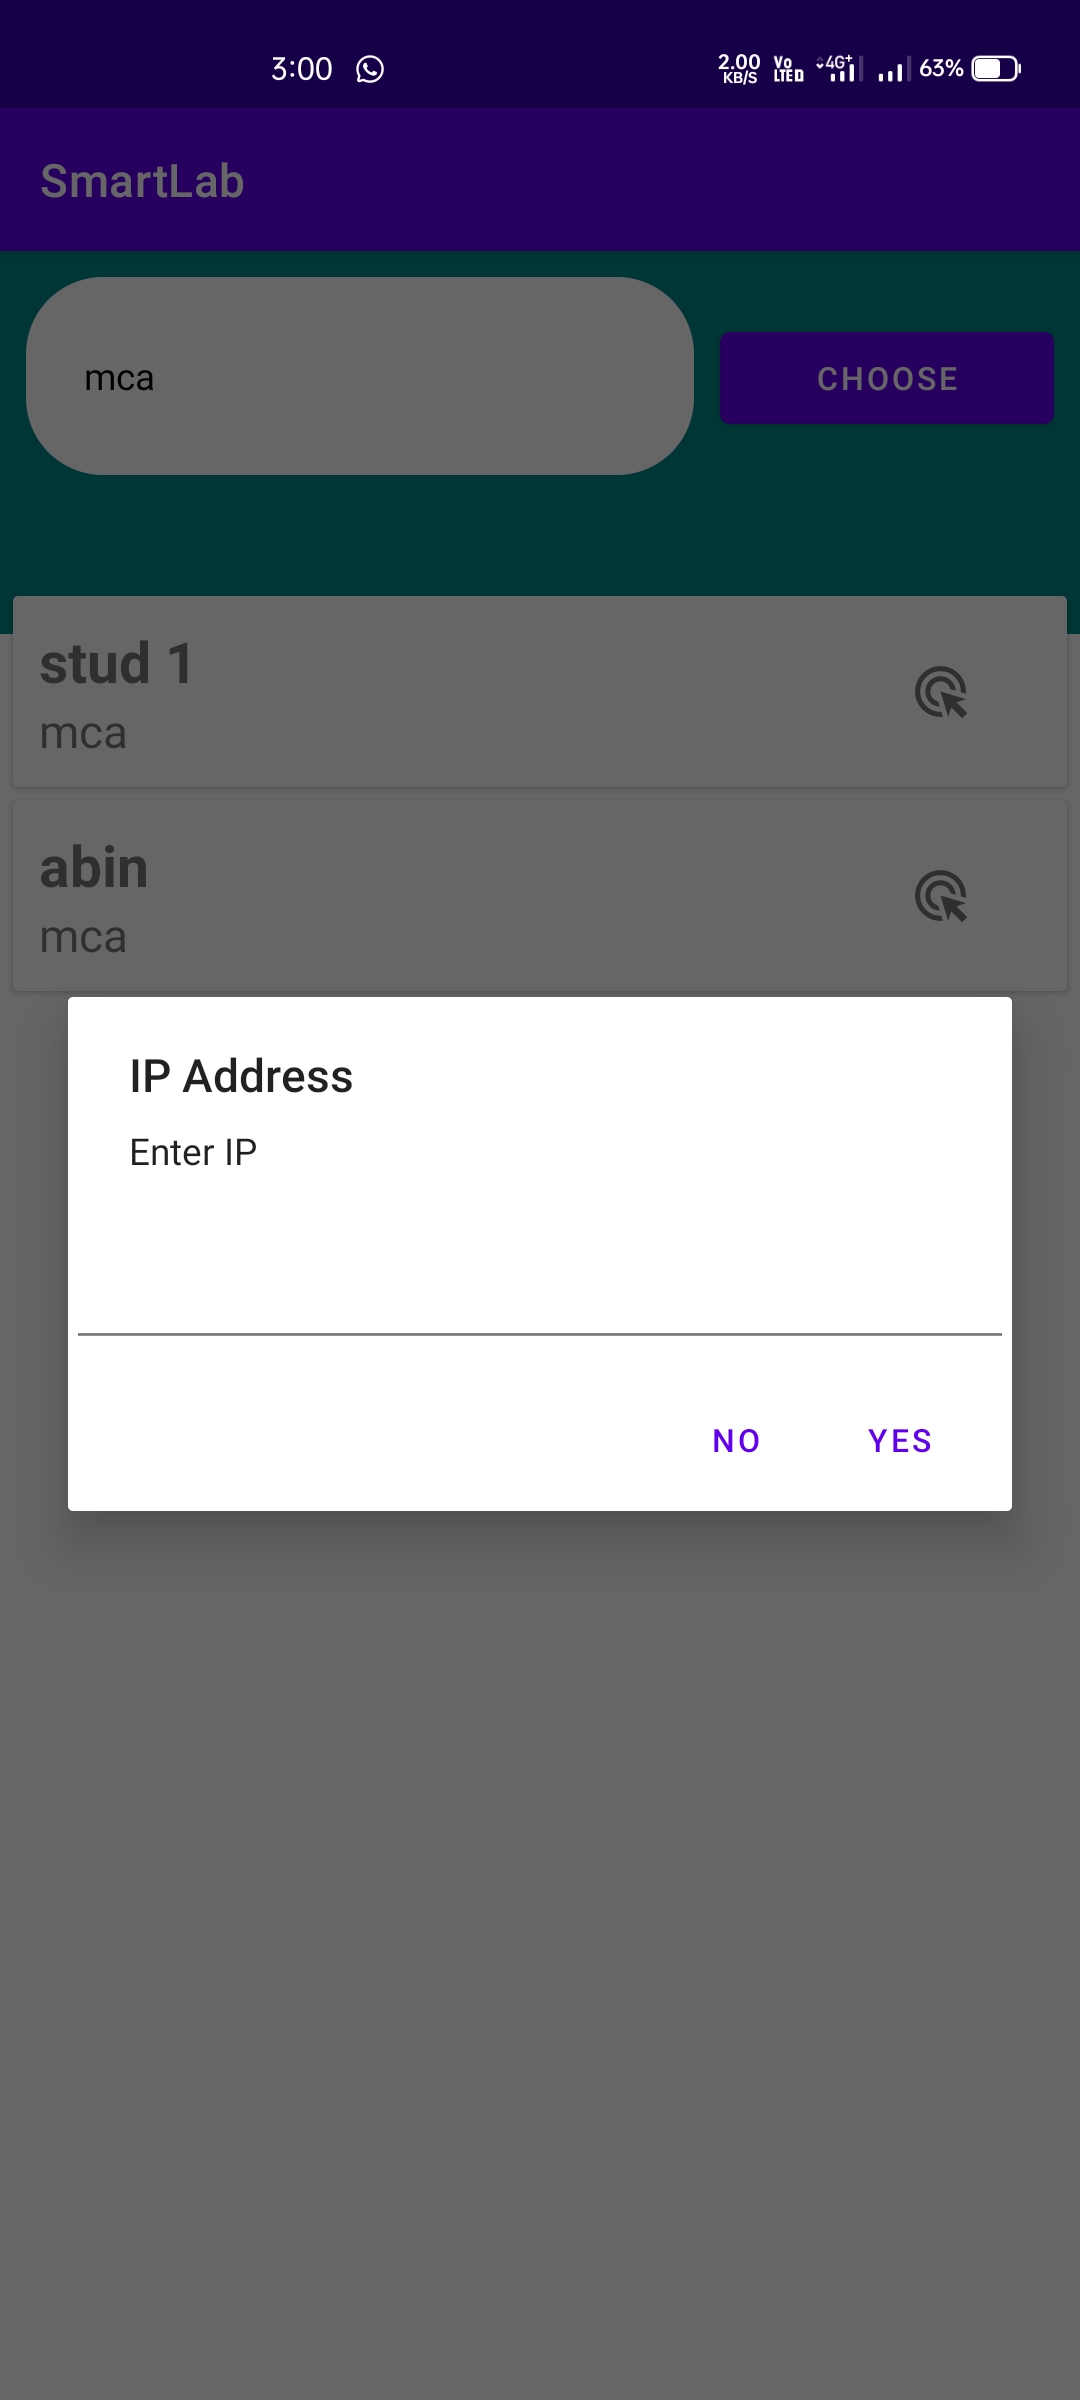 3:00 2.00 KB/S Vo LTE 4G+ 63%
SmartLab
mca CHOOSE
stud 1
mca
abin
mca
IP Address
Enter IP
NO YES